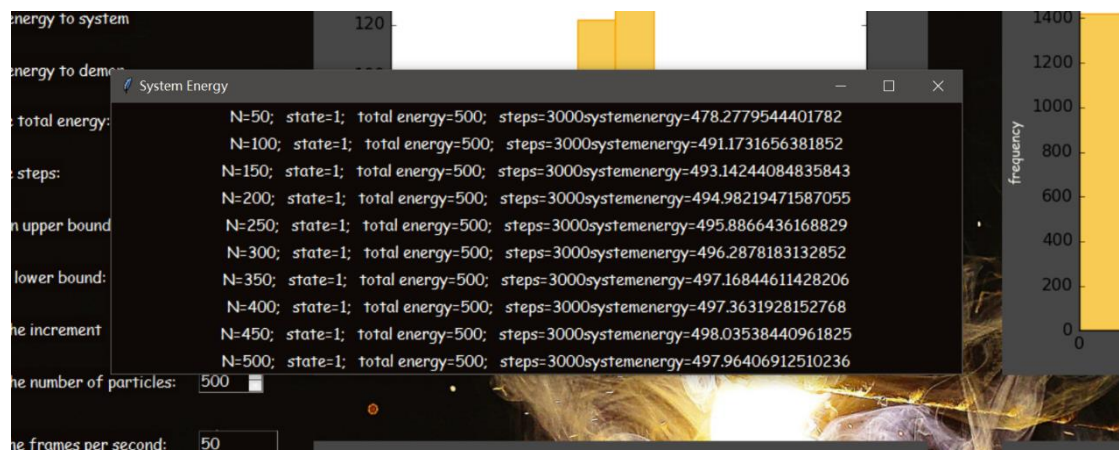 energy to system
120
1400
energy to demon
System Energy
1200
N=50; state=1; total energy=500; steps=3000systemenergy=478.2779544401782
total energy:
1000
N=100; state=1; total energy=500; steps=3000systemenergy=491.1731656381852
frequency
800
steps:
N=150; state=1; total energy=500; steps=3000systemenergy=493.14244084835843
N=200; state=1; total energy=500; steps=3000systemenergy=494.98219471587055
600
upper bound
N=250; state=1; total energy=500; steps=3000systemenergy=495.8866436168829
400
N=300; state=1; total energy=500; steps=3000systemenergy=496.2878183132852
lower bound:
N=350; state=1; total energy=500; steps=3000systemenergy=497.16844611428206
200
N=400; state=1; total energy=500; steps=3000systemenergy=497.3631928152768
he increment
N=450; state=1; total energy=500; steps=3000systemenergy=498.03538440961825
0
0
N=500; state=1; total energy=500; steps=3000systemenergy=497.96406912510236
he number of particles: 500
he frames per second: 50